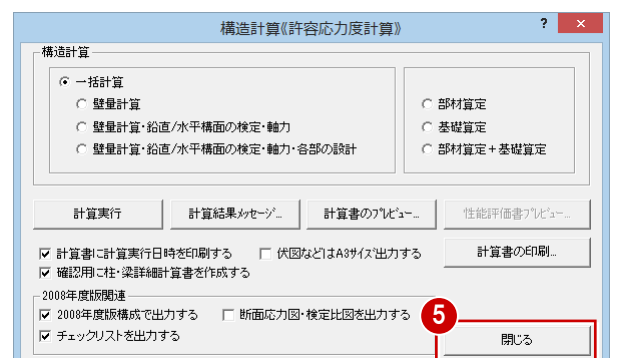 構造計算《許容応力度計算》 ? ×
構造計算
一括計算
壁量計算 部材算定
壁量計算・鉛直/水平構面の検定・軸力 基礎算定
壁量計算・鉛直/水平構面の検定・軸力・各部の設計 部材算定＋基礎算定
計算実行 計算結果ﾒｯｾｰｼﾞ... 計算書のﾌﾟﾚﾋﾞｭｰ... 性能評価書ﾌﾟﾚﾋﾞｭｰ...
計算書に計算実行日時を印刷する 伏図などはA3ｻｲｽﾞ出力する 計算書の印刷...
確認用に柱・梁詳細計算書を作成する
2008年度版関連
2008年度版構成で出力する 断面応力図・検定比図を出力する 5
チェックリストを出力する 閉じる